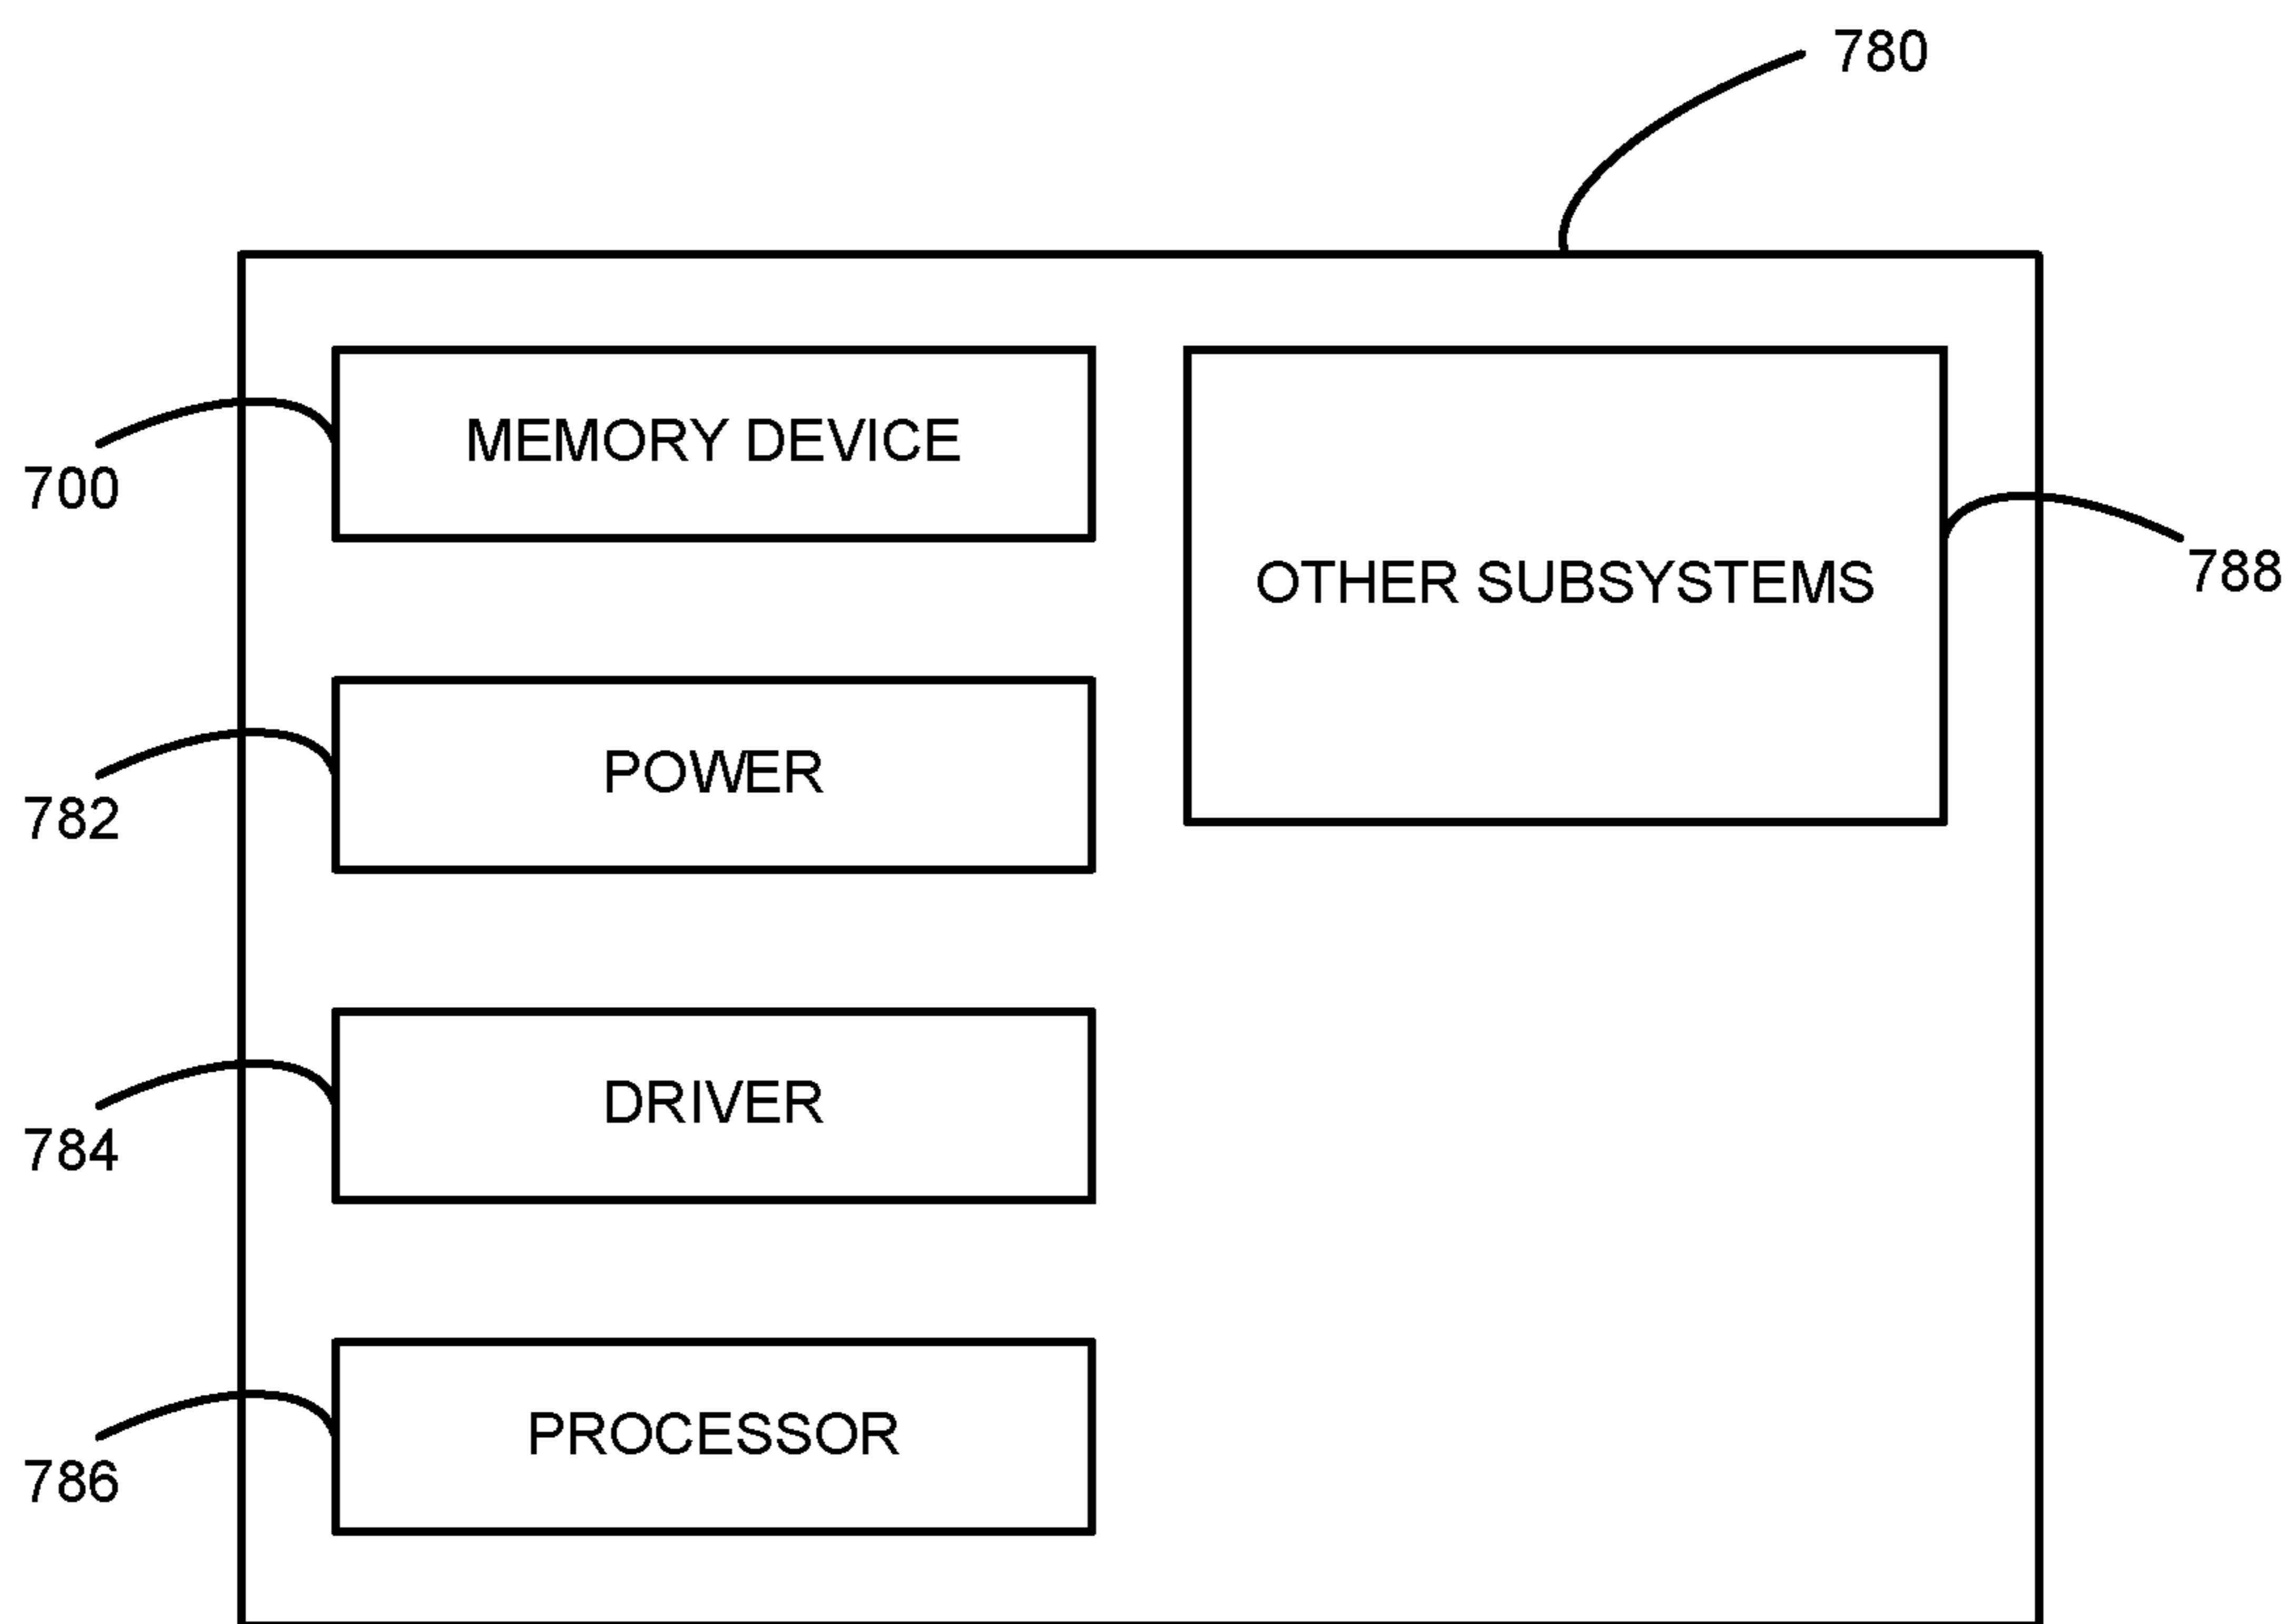 780
MEMORY DEVICE
700
OTHER SUBSYSTEMS
788
POWER
782
DRIVER
784
PROCESSOR
786